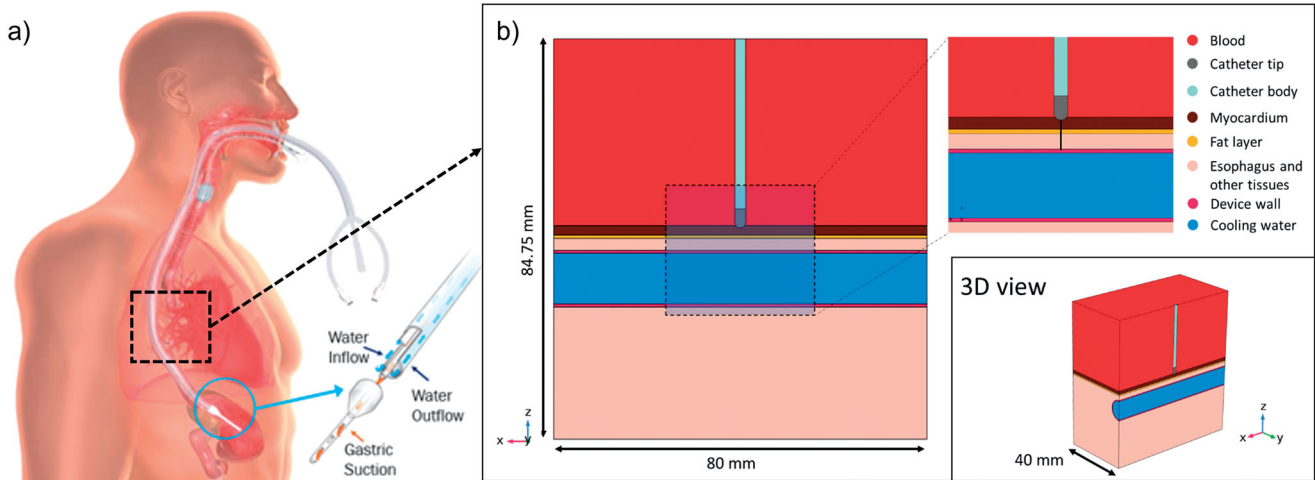 a)
Water
Inflow
Water
Outflow
Gastric
Suction
b)
84.75 mm
80 mm
z
x
y
Blood
Catheter tip
Catheter body
Myocardium
Fat layer
Esophagus and
other tissues
Device wall
Cooling water
3D view
40 mm
z
x
y